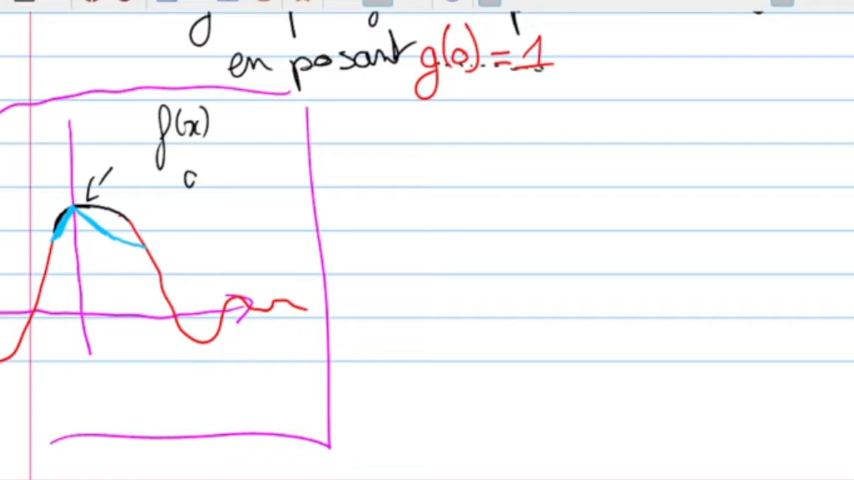 en posant g(0) = 1
f(x)